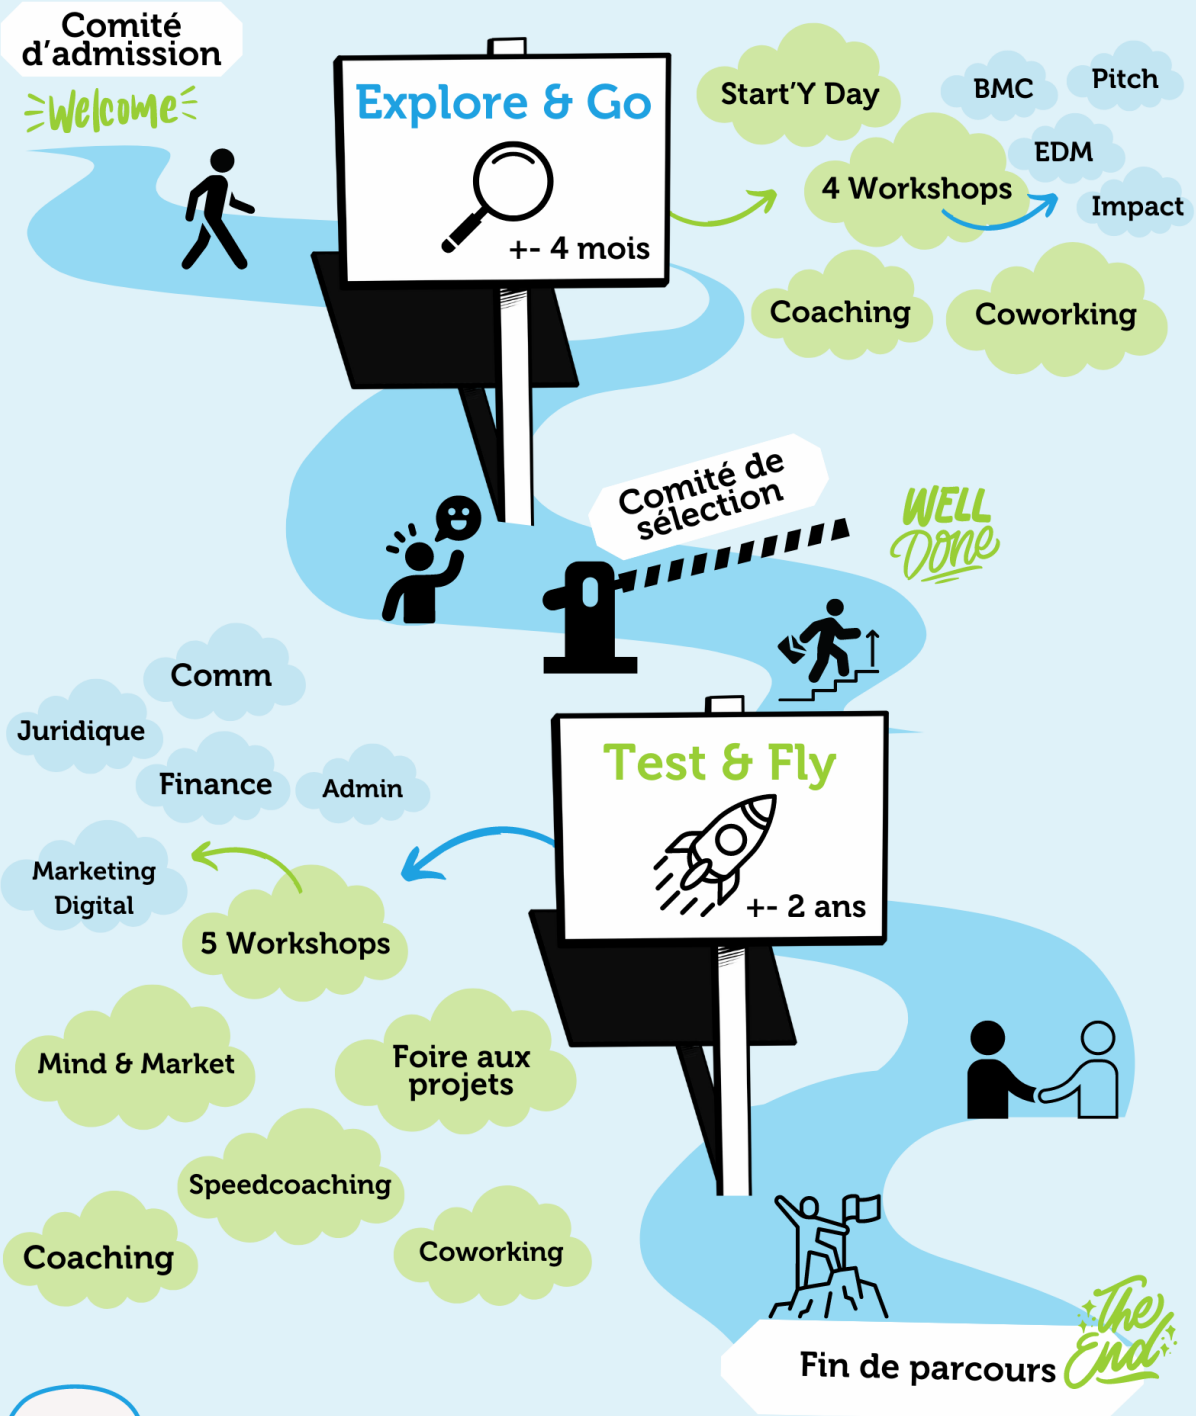 Comité
d'admission
Welcome
Explore & Go
+- 4 mois
Start'Y Day
BMC
Pitch
EDM
4 Workshops
Impact
Coaching
Coworking
Comité de
sélection
WELL
Done
Comm
Juridique
Finance
Admin
Marketing
Digital
5 Workshops
Test & Fly
+- 2 ans
Mind & Market
Foire aux
projets
Speedcoaching
Coaching
Coworking
Fin de parcours
The
End